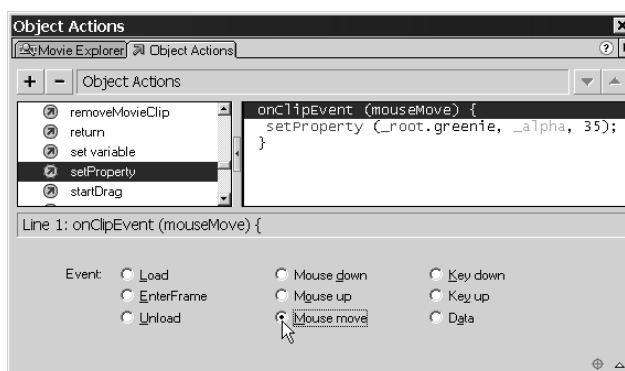 Object Actions
Movie Explorer Object Actions
+ - Object Actions
removeMovieClip
return
set variable
setProperty
startDrag
onClipEvent (mouseMove) {
setProperty (_root.greenie, _alpha, 35);
}
Line 1: onClipEvent (mouseMove) {
Event: Load Mouse down Key down
EnterFrame Mouse up Key up
Unload Mouse move Data